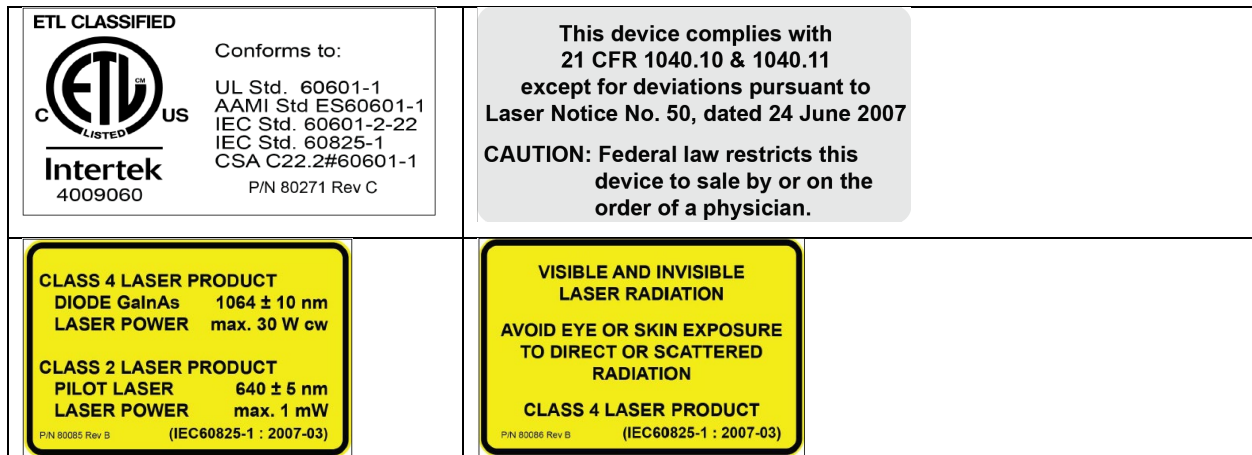 ETL CLASSIFIED
ETL CM
C US
LISTED
Intertek
4009060
Conforms to:
UL Std. 60601-1
AAMI Std ES60601-1
IEC Std. 60601-2-22
IEC Std. 60825-1
CSA C22.2#60601-1
P/N 80271 Rev C
This device complies with
21 CFR 1040.10 & 1040.11
except for deviations pursuant to
Laser Notice No. 50, dated 24 June 2007
CAUTION: Federal law restricts this
device to sale by or on the
order of a physician.
CLASS 4 LASER PRODUCT
DIODE GaInAs 1064 ± 10 nm
LASER POWER max. 30 W cw
CLASS 2 LASER PRODUCT
PILOT LASER 640 ± 5 nm
LASER POWER max. 1 mW
P/N 80085 Rev B (IEC60825-1 : 2007-03)
VISIBLE AND INVISIBLE
LASER RADIATION
AVOID EYE OR SKIN EXPOSURE
TO DIRECT OR SCATTERED
RADIATION
CLASS 4 LASER PRODUCT
P/N 80086 Rev B (IEC60825-1 : 2007-03)